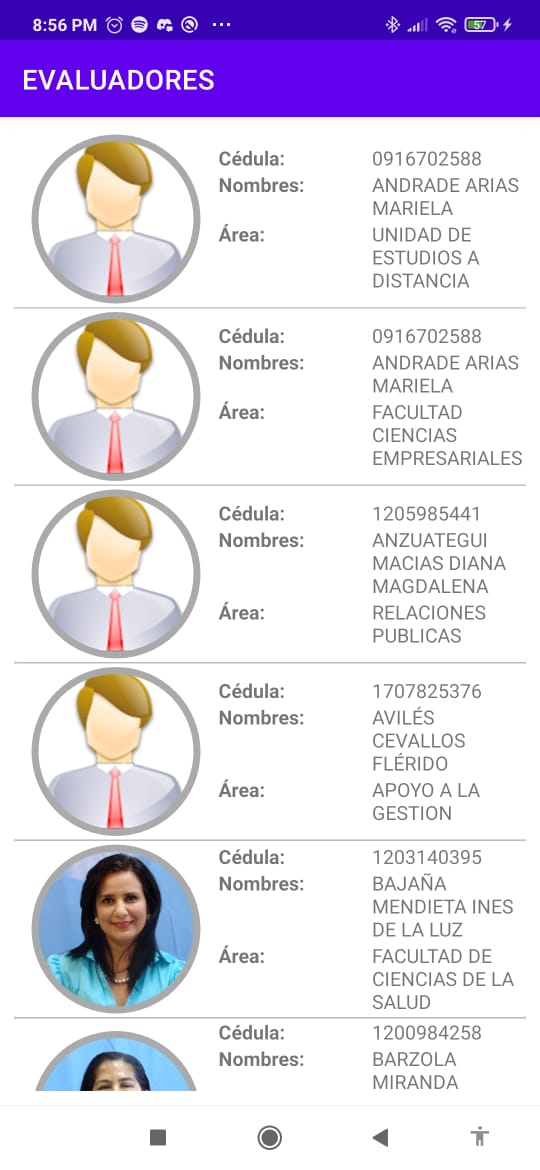 8:56 PM
57
EVALUADORES
Cédula: 0916702588
Nombres: ANDRADE ARIAS
MARIELA
Área: UNIDAD DE
ESTUDIOS A
DISTANCIA
Cédula: 0916702588
Nombres: ANDRADE ARIAS
MARIELA
Área: FACULTAD
CIENCIAS
EMPRESARIALES
Cédula: 1205985441
Nombres: ANZUATEGUI
MACIAS DIANA
MAGDALENA
Área: RELACIONES
PUBLICAS
Cédula: 1707825376
Nombres: AVILÉS
CEVALLOS
FLÉRIDO
Área: APOYO A LA
GESTION
Cédula: 1203140395
Nombres: BAJAÑA
MENDIETA INES
DE LA LUZ
Área: FACULTAD DE
CIENCIAS DE LA
SALUD
Cédula: 1200984258
Nombres: BARZOLA
MIRANDA